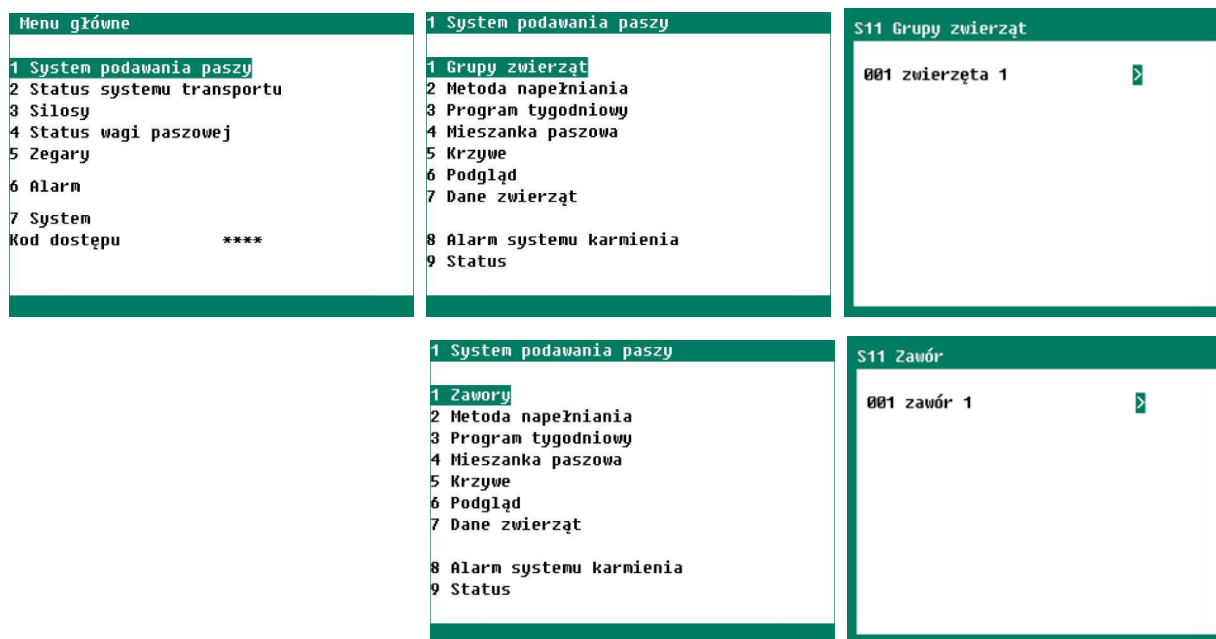 Menu główne
1 System podawania paszy
2 Status systemu transportu
3 Silosy
4 Status wagi paszowej
5 Zegary
6 Alarm
7 System
Kod dostępu ****
1 System podawania paszy
1 Grupy zwierząt
2 Metoda napełniania
3 Program tygodniowy
4 Mieszanka paszowa
5 Krzywe
6 Podgląd
7 Dane zwierząt
8 Alarm systemu karmienia
9 Status
S11 Grupy zwierząt
001 zwierzęta 1 >
1 System podawania paszy
1 Zawory
2 Metoda napełniania
3 Program tygodniowy
4 Mieszanka paszowa
5 Krzywe
6 Podgląd
7 Dane zwierząt
8 Alarm systemu karmienia
9 Status
S11 Zawór
001 zawór 1 >